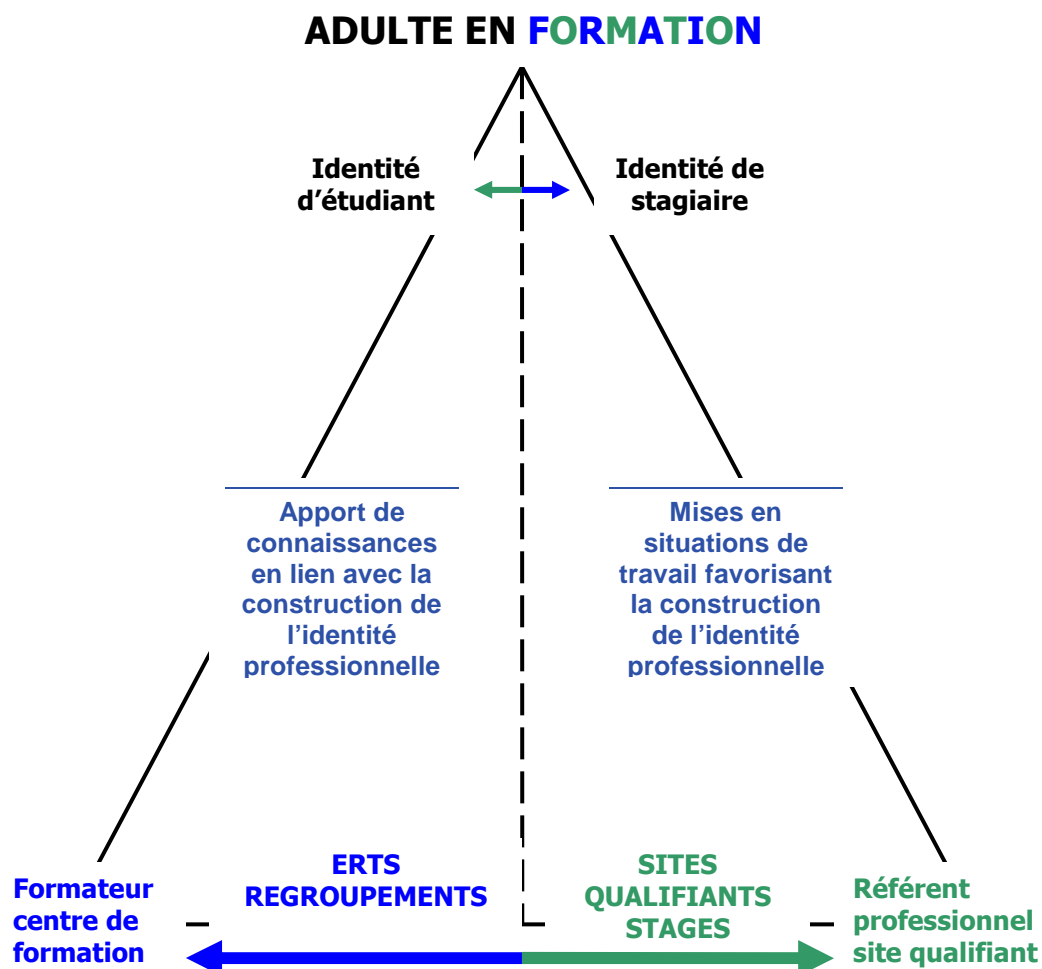 ADULTE EN FORMATION
Identité
d’étudiant
Identité de
stagiaire
Apport de
connaissances
en lien avec la
construction de
l’identité
professionnelle
Mises en
situations de
travail favorisant
la construction
de l’identité
professionnelle
Formateur
centre de
formation
ERTS
REGROUPEMENTS
SITES
QUALIFIANTS
STAGES
Référent
professionnel
site qualifiant